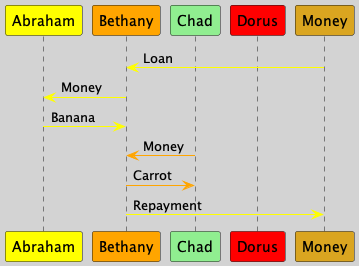 Abraham Bethany Chad Dorus Money
Loan
Money
Banana
Money
Carrot
Repayment
Abraham Bethany Chad Dorus Money